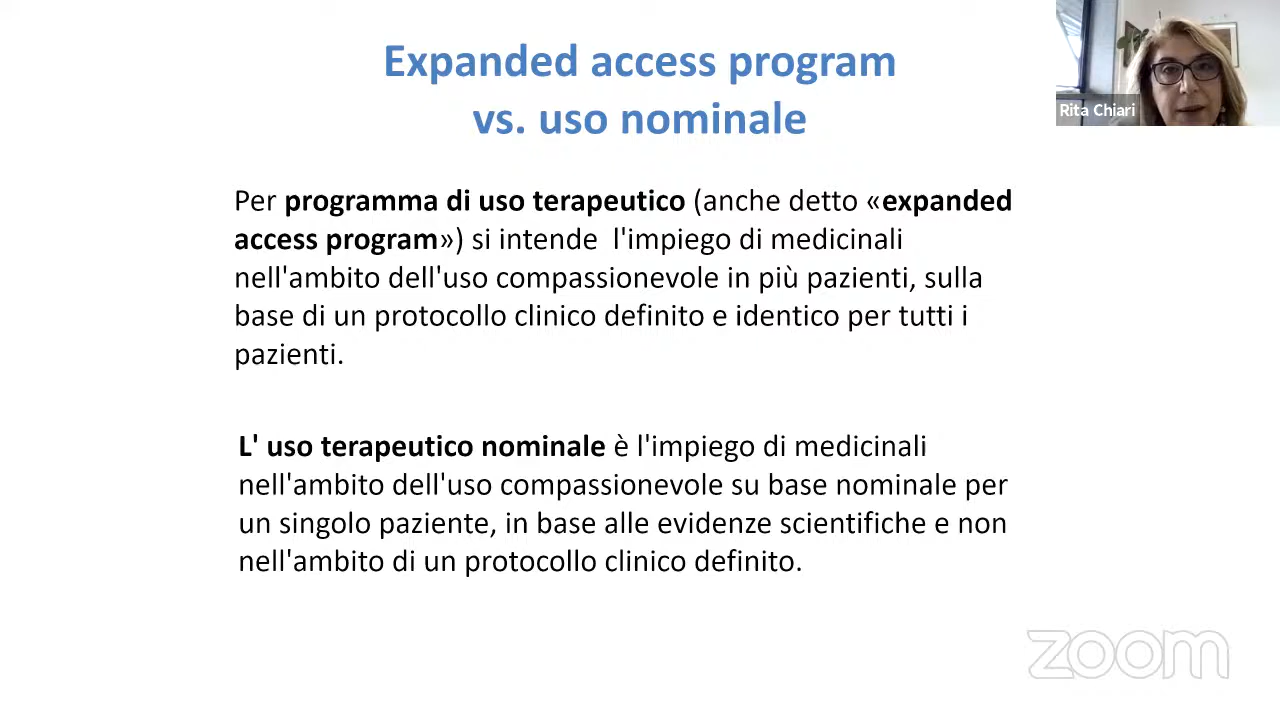 Expanded access program
vs. uso nominale
Rita Chiari
Per programma di uso terapeutico (anche detto «expanded
access program») si intende  l'impiego di medicinali
nell'ambito dell'uso compassionevole in più pazienti, sulla
base di un protocollo clinico definito e identico per tutti i
pazienti.
L' uso terapeutico nominale è l'impiego di medicinali
nell'ambito dell'uso compassionevole su base nominale per
un singolo paziente, in base alle evidenze scientifiche e non
nell'ambito di un protocollo clinico definito.
zoom